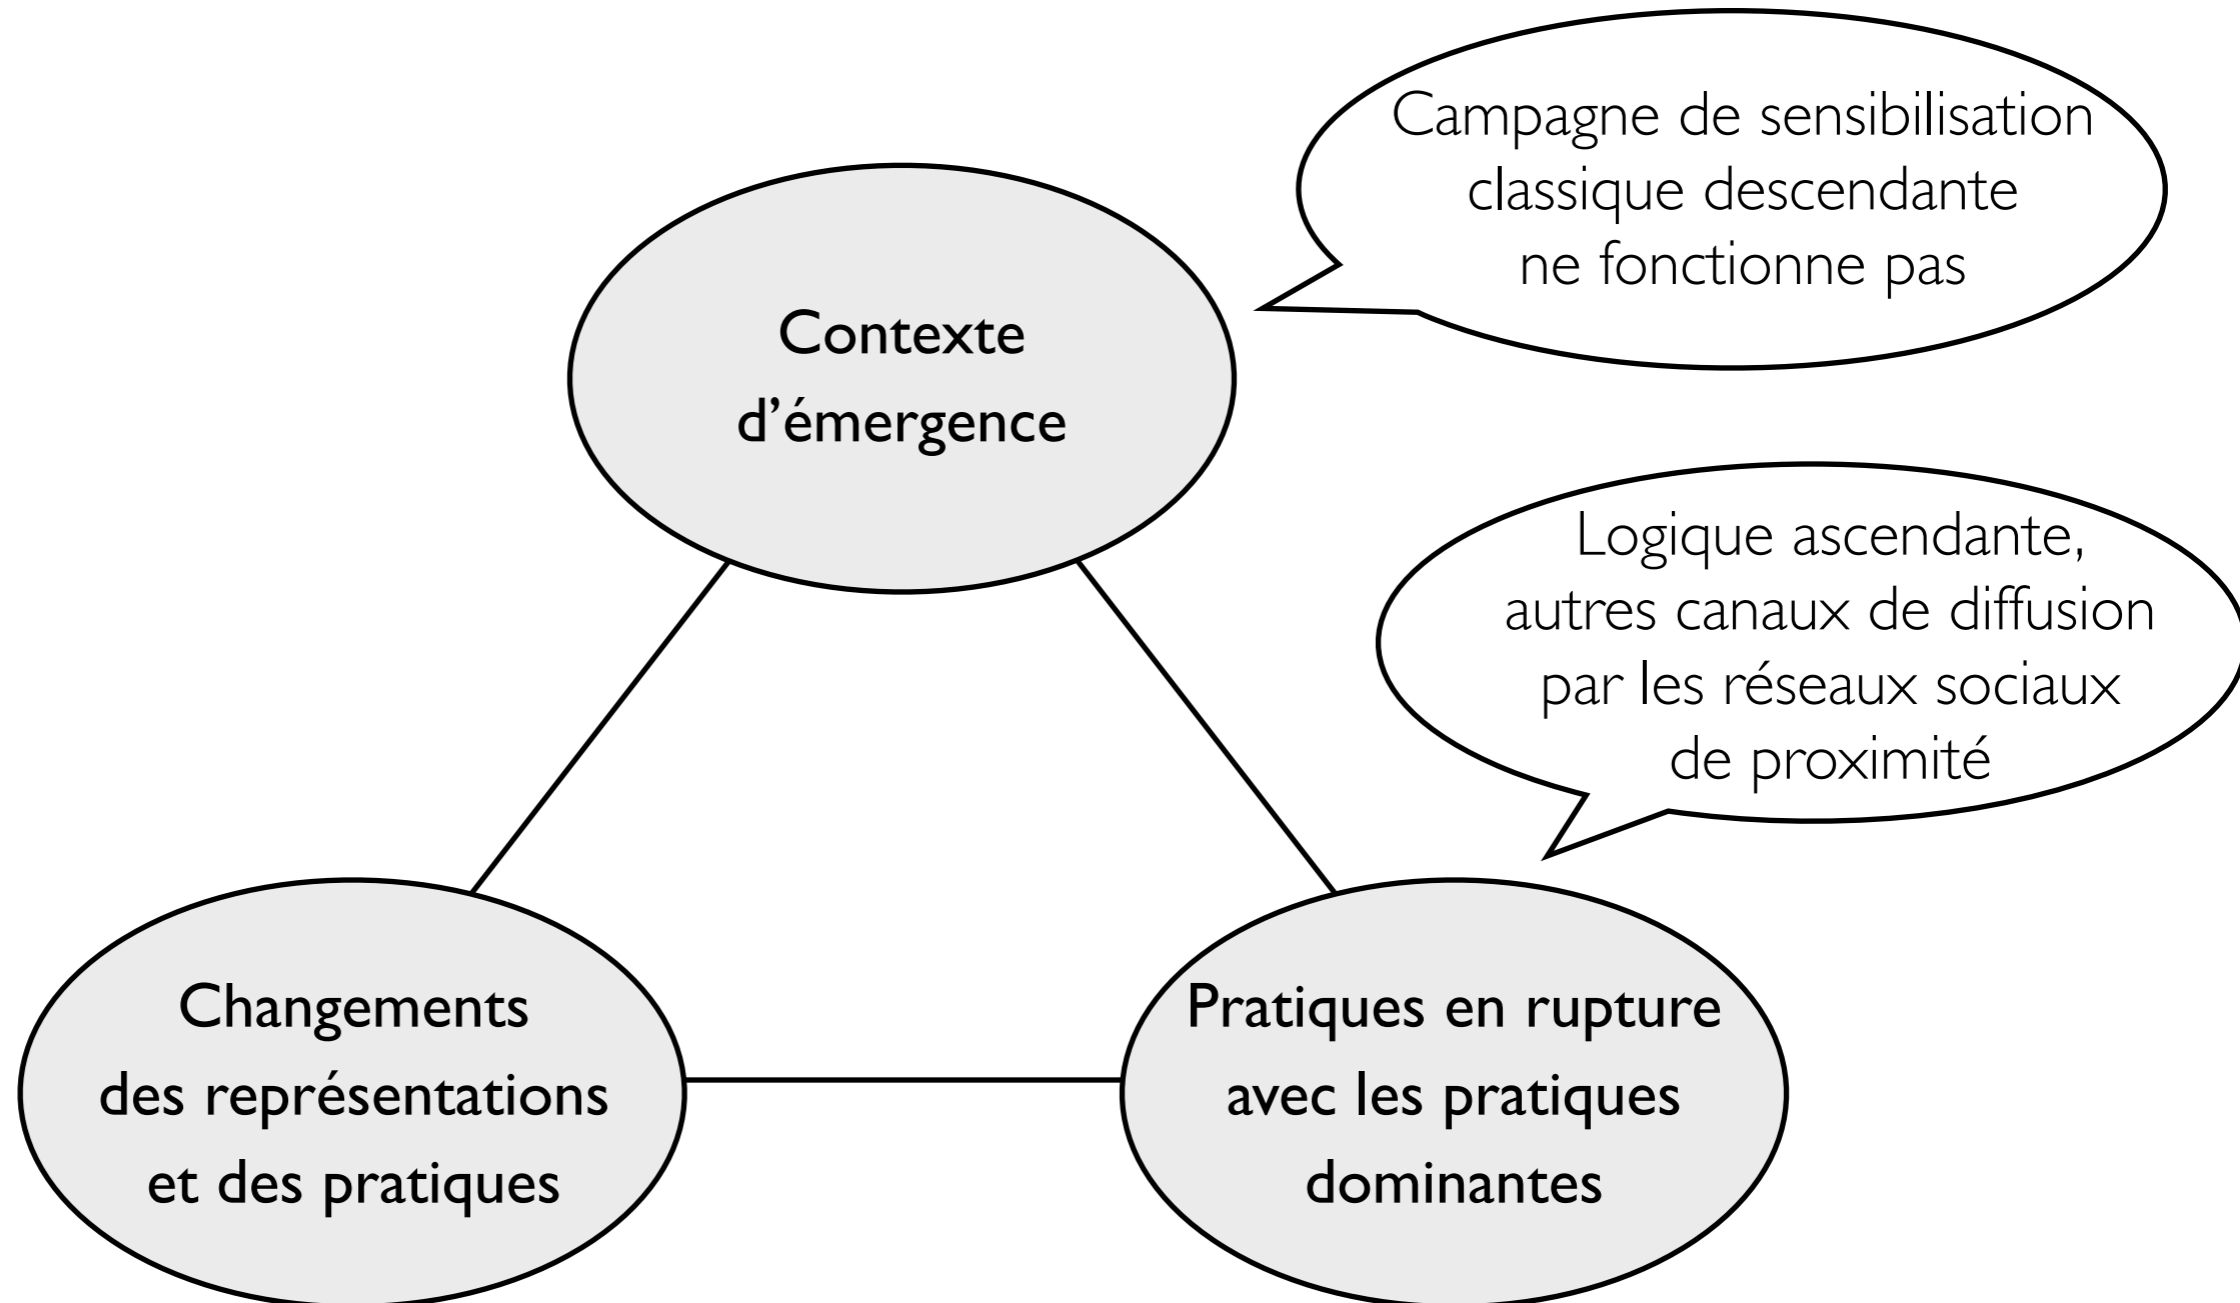 Campagne de sensibilisation
classique descendante
ne fonctionne pas
Contexte
d’émergence
Logique ascendante,
autres canaux de diffusion
par les réseaux sociaux
de proximité
Changements
des représentations
et des pratiques
Pratiques en rupture
avec les pratiques
dominantes